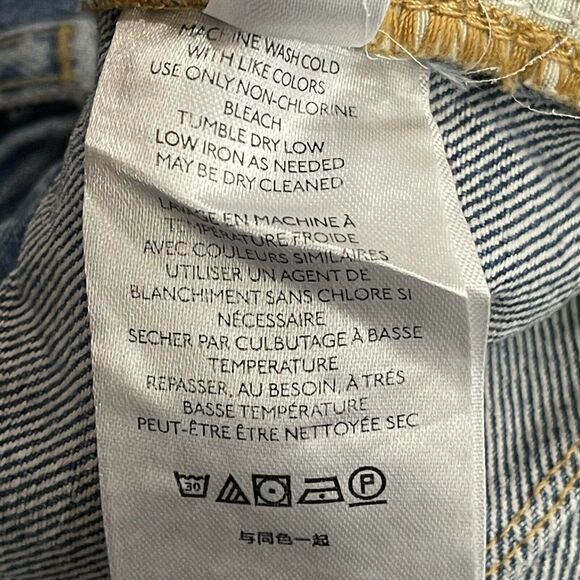 MACHINE WASH COLD
WITH LIKE COLORS
USE ONLY NON-CHLORINE
BLEACH
TUMBLE DRY LOW
LOW IRON AS NEEDED
MAY BE DRY CLEANED
LAVAGE EN MACHINE À
TEMPÉRATURE FROIDE
AVEC COULEURS SIMILAIRES
UTILISER UN AGENT DE
BLANCHIMENT SANS CHLORE SI
NÉCESSAIRE
SECHER PAR CULBUTAGE À BASSE
TEMPERATURE
REPASSER, AU BESOIN, À TRÉS
BASSE TEMPÉRATURE
PEUT-ÊTRE ÊTRE NETTOYÉE SEC
30 P
与同色一起